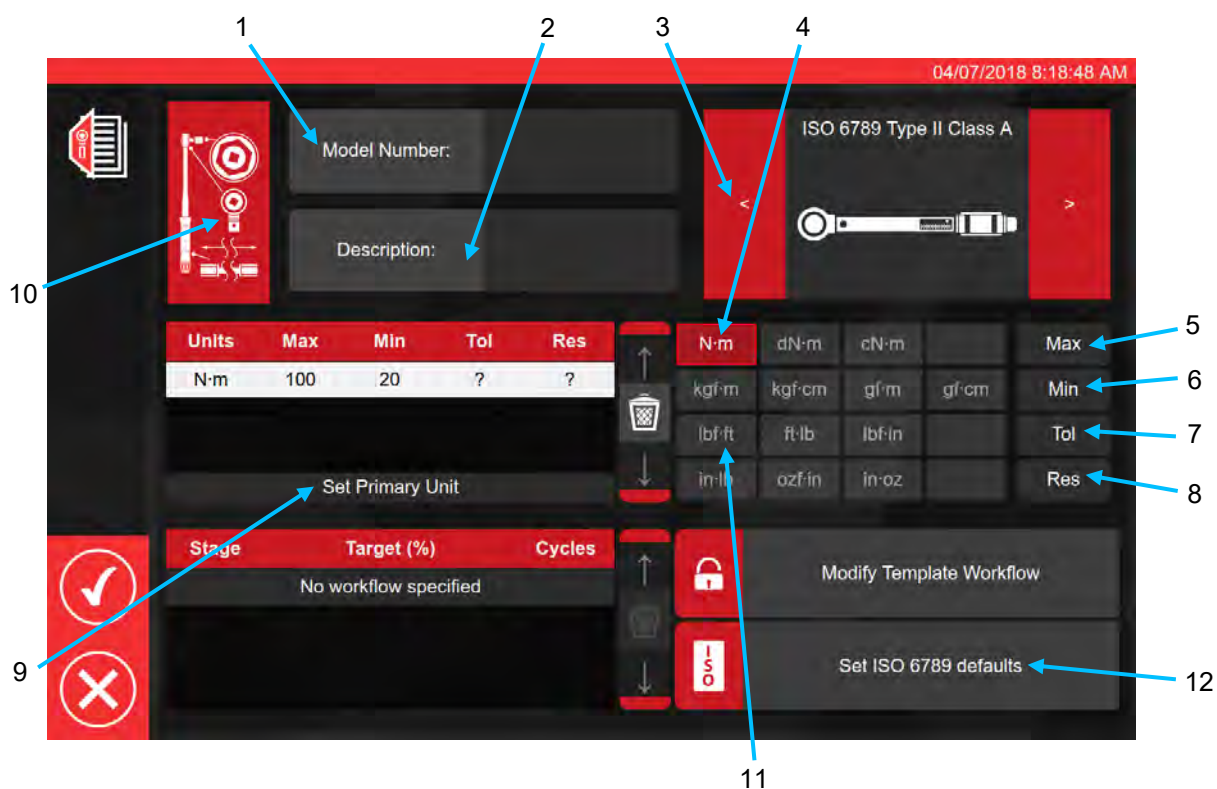 1
2
3
4
04/07/2018 8:18:48 AM
Model Number:
ISO 6789 Type II Class A
<
>
Description:
10
Units Max Min Tol Res
N·m 100 20 ? ?
Set Primary Unit
N·m dN·m cN·m Max
kgf·m kgf·cm gf·m gf·cm Min
lbf·ft ft·lb lbf·in Tol
in·lb ozf·in in·oz Res
5
6
7
8
Stage Target (%) Cycles
No workflow specified
Modify Template Workflow
ISO
Set ISO 6789 defaults
9
12
11